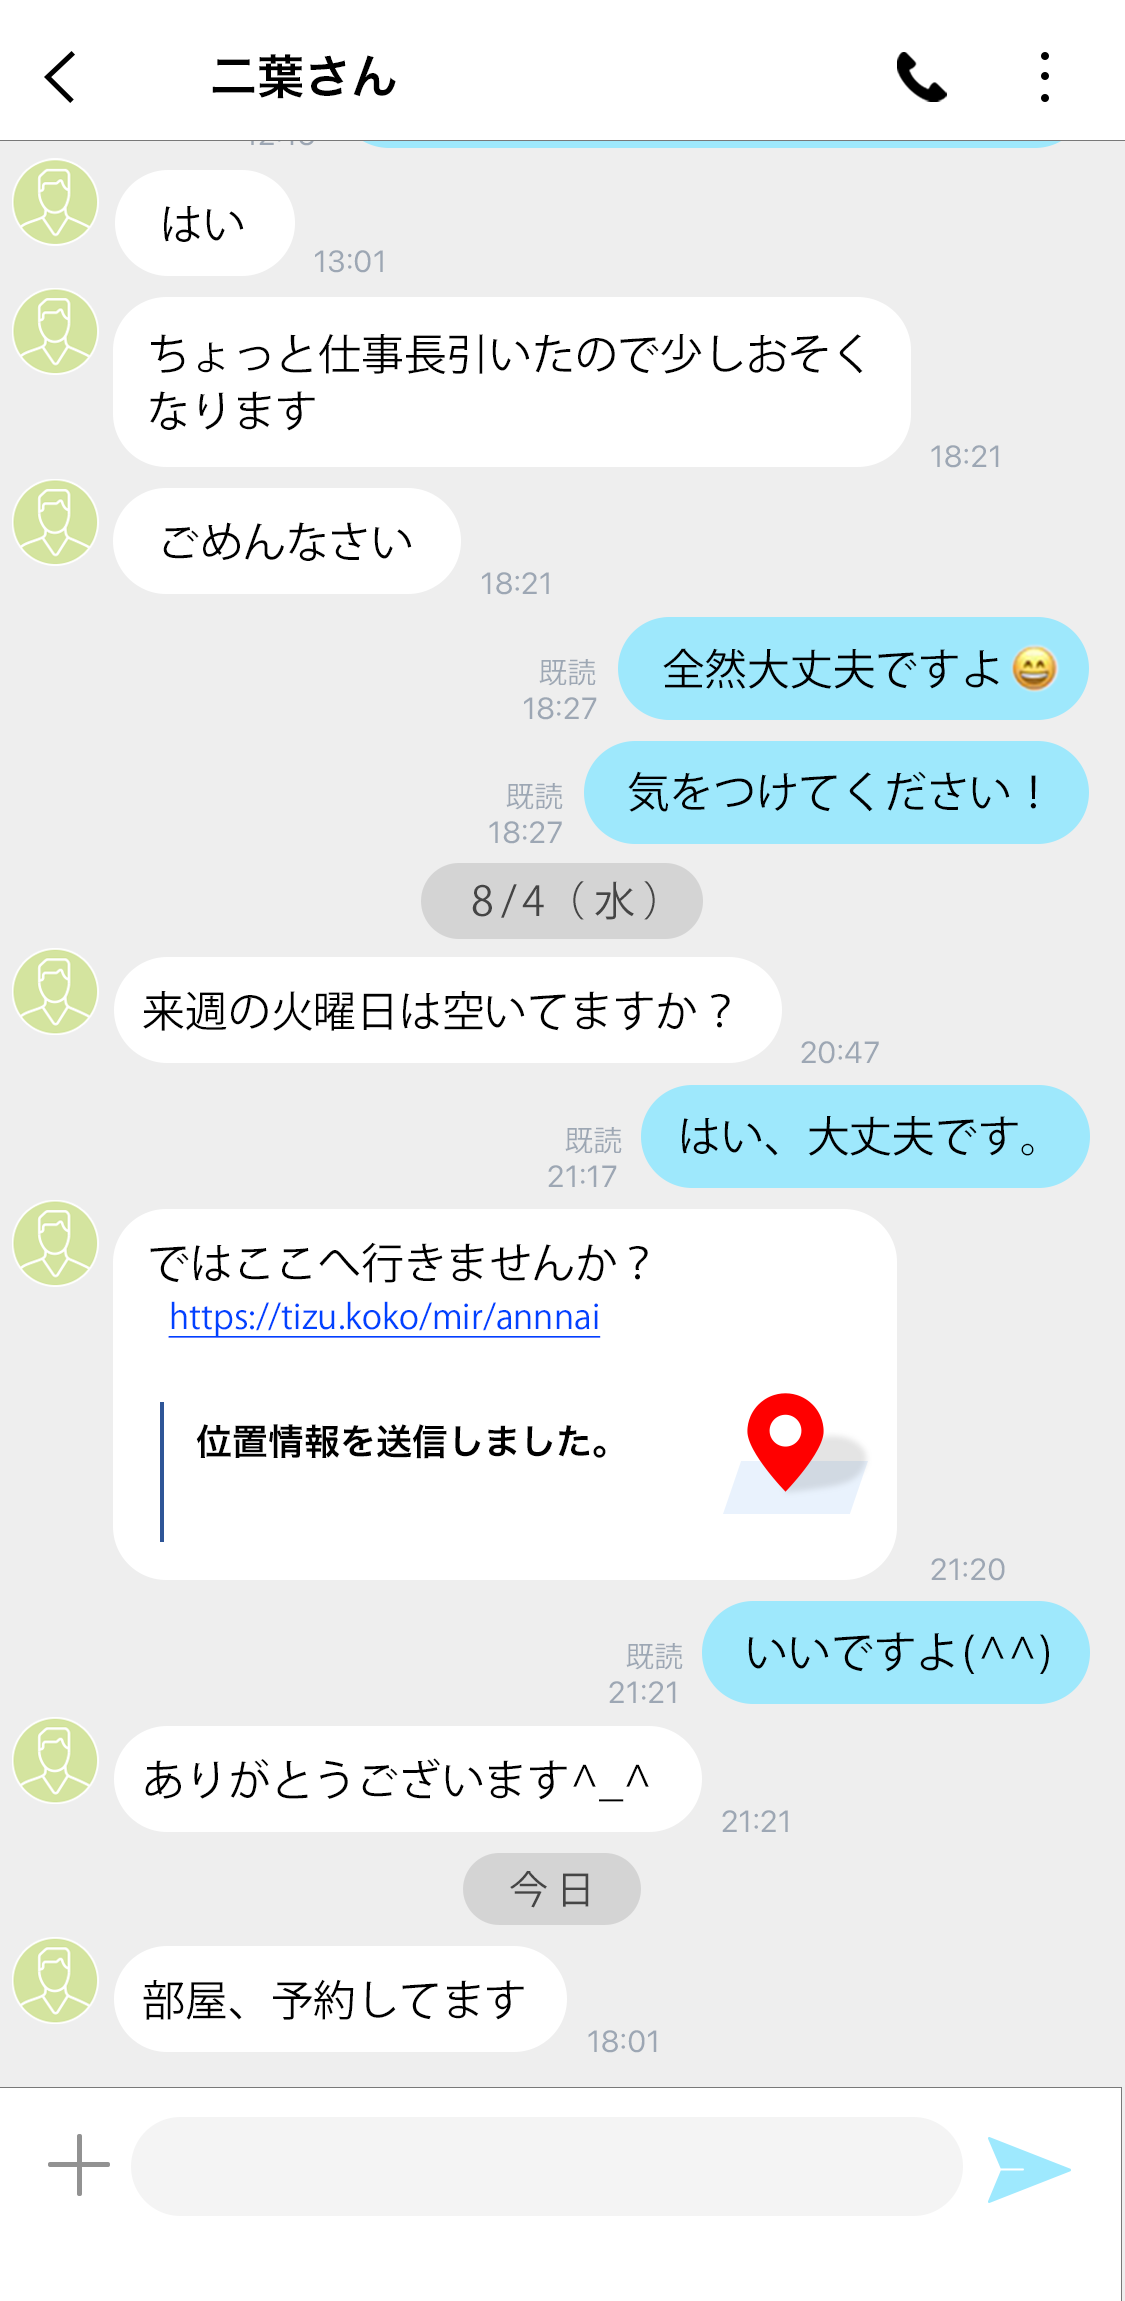 二葉さん
はい
13:01
ちょっと仕事長引いたので少しおそく
なります
18:21
ごめんなさい
18:21
全然大丈夫ですよ😄
既読
18:27
気をつけてください！
既読
18:27
8/4（水）
来週の火曜日は空いてますか？
20:47
はい、大丈夫です。
既読
21:17
ではここへ行きませんか？
https://tizu.koko/mir/annnai
位置情報を送信しました。
21:20
いいですよ(^^)
既読
21:21
ありがとうございます^_^
21:21
今日
部屋、予約してます
18:01